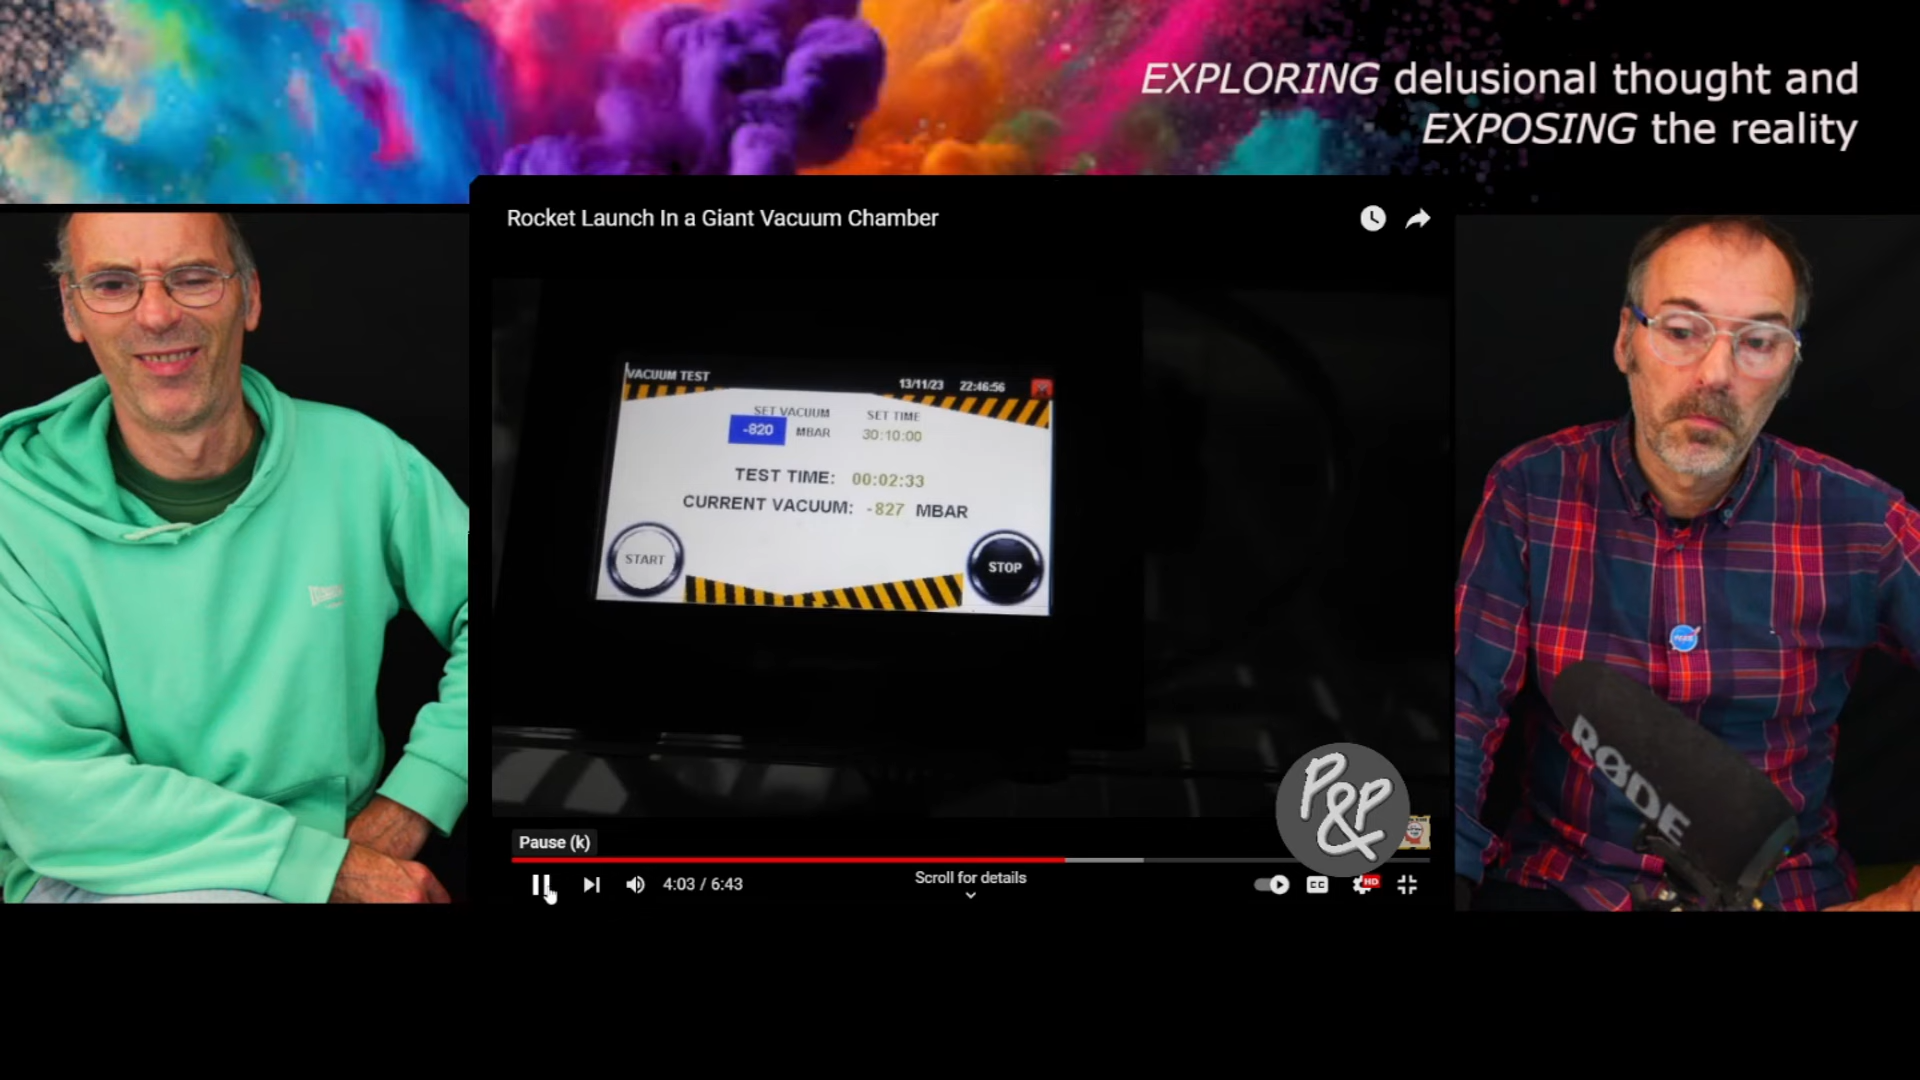 EXPLORING delusional thought and
EXPOSING the reality
Rocket Launch In a Giant Vacuum Chamber
VACUUM TEST
13/11/23 22:46:56
SET VACUUM SET TIME
-820 MBAR 30:10:00
TEST TIME: 00:02:33
CURRENT VACUUM: -827 MBAR
START
STOP
P&P
RØDE
Pause (k)
4:03 / 6:43
Scroll for details
CC
HD